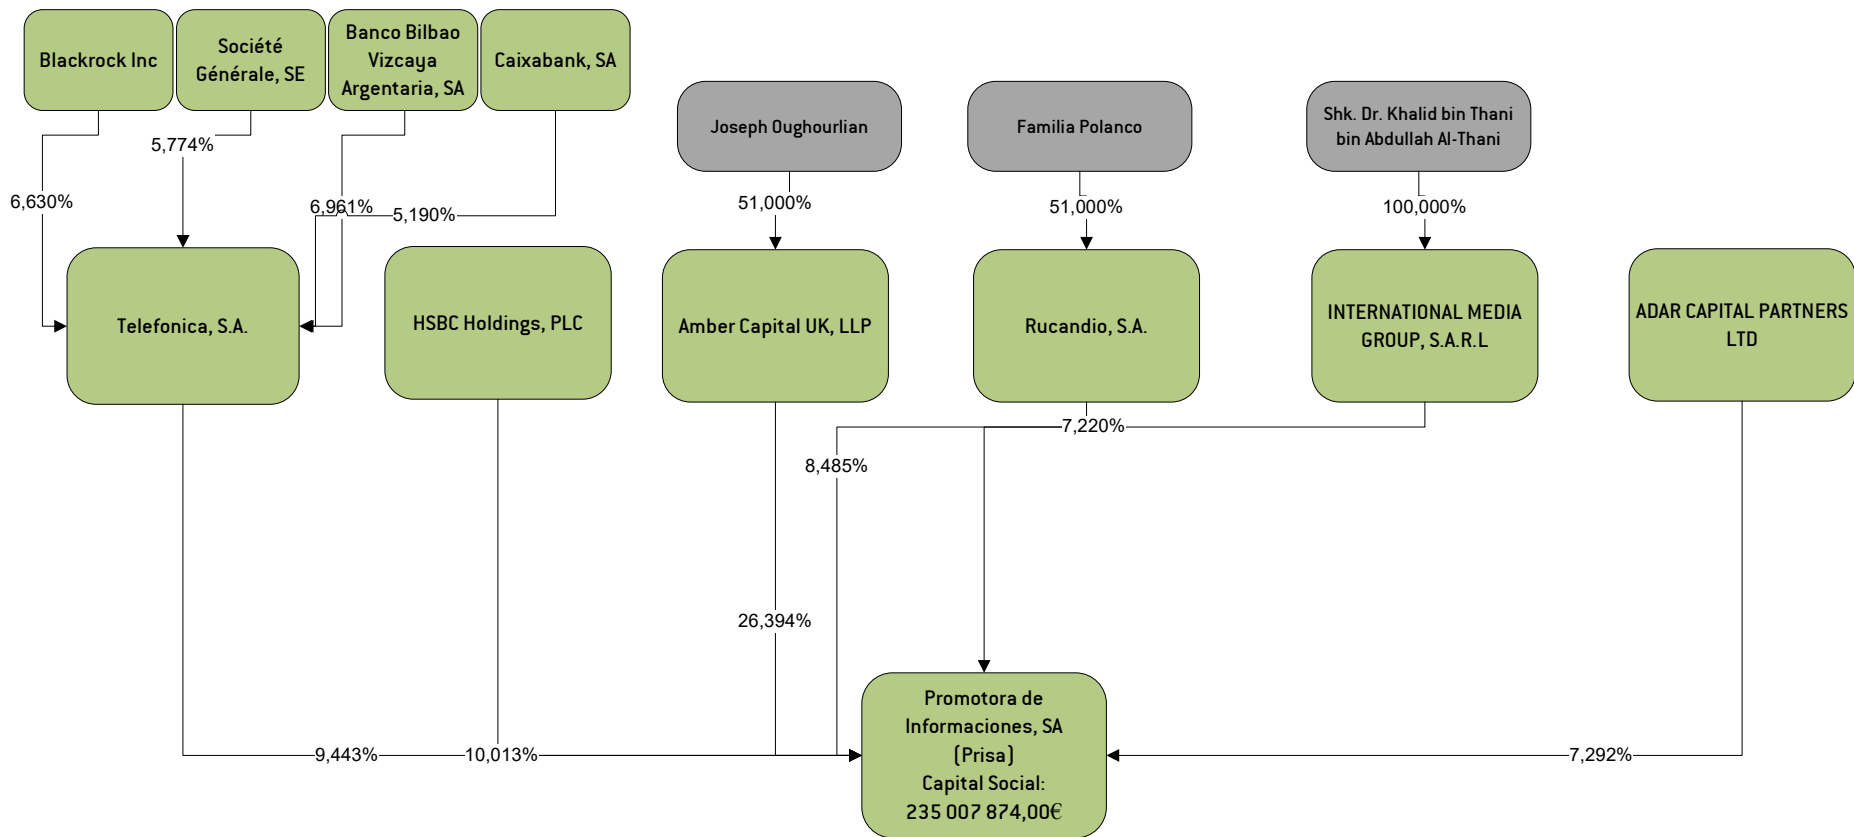 Blackrock Inc
Société
Générale, SE
Banco Bilbao
Vizcaya
Argentaria, SA
Caixabank, SA
Joseph Oughourlian
Familia Polanco
Shk. Dr. Khalid bin Thani
bin Abdullah Al-Thani
5,774%
6,630%
6,961%
5,190%
51,000%
51,000%
100,000%
Telefonica, S.A.
HSBC Holdings, PLC
Amber Capital UK, LLP
Rucandio, S.A.
INTERNATIONAL MEDIA
GROUP, S.A.R.L
ADAR CAPITAL PARTNERS
LTD
7,220%
8,485%
26,394%
9,443%
10,013%
7,292%
Promotora de
Informaciones, SA
(Prisa)
Capital Social:
235 007 874,00€